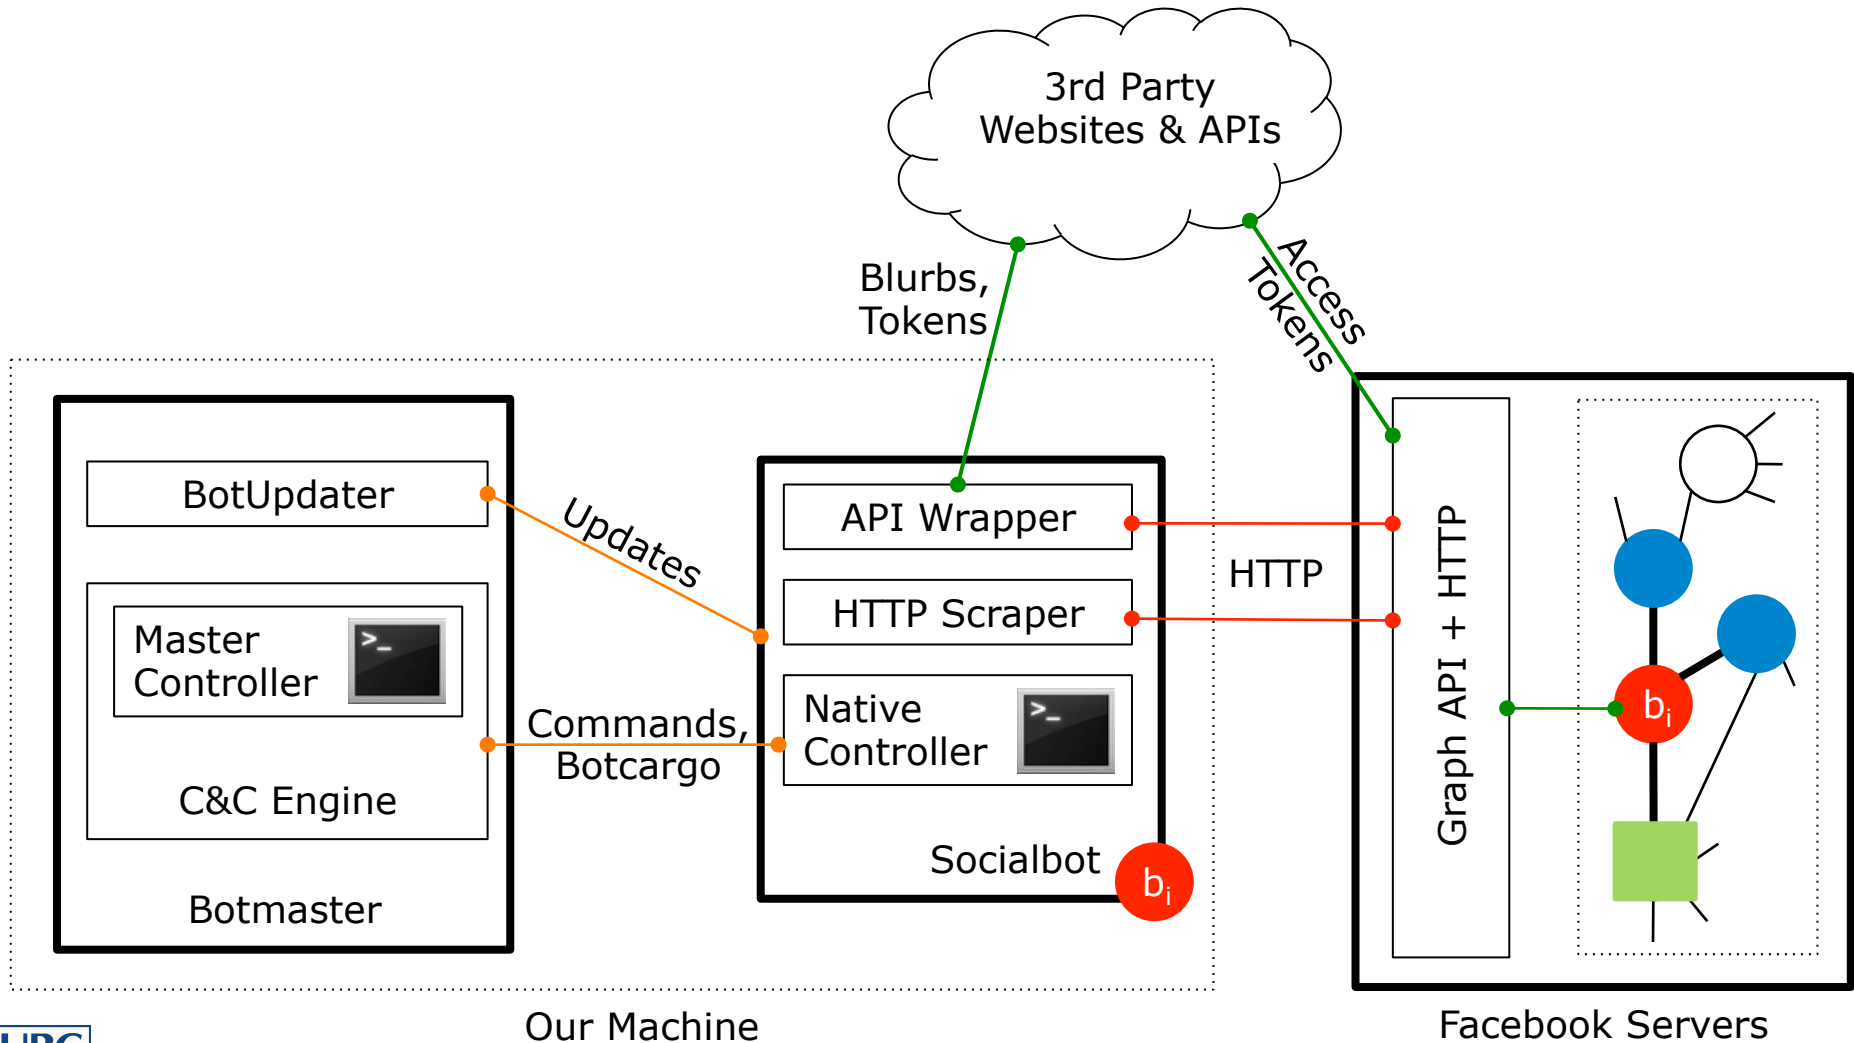 3rd Party
Websites & APIs
Blurbs,
Tokens
Access
Tokens
BotUpdater
Updates
Master
Controller
>_
C&C Engine
Botmaster
Commands,
Botcargo
API Wrapper
HTTP Scraper
Native
Controller
>_
Socialbot
bi
HTTP
Graph API + HTTP
bi
Our Machine
Facebook Servers
UBC